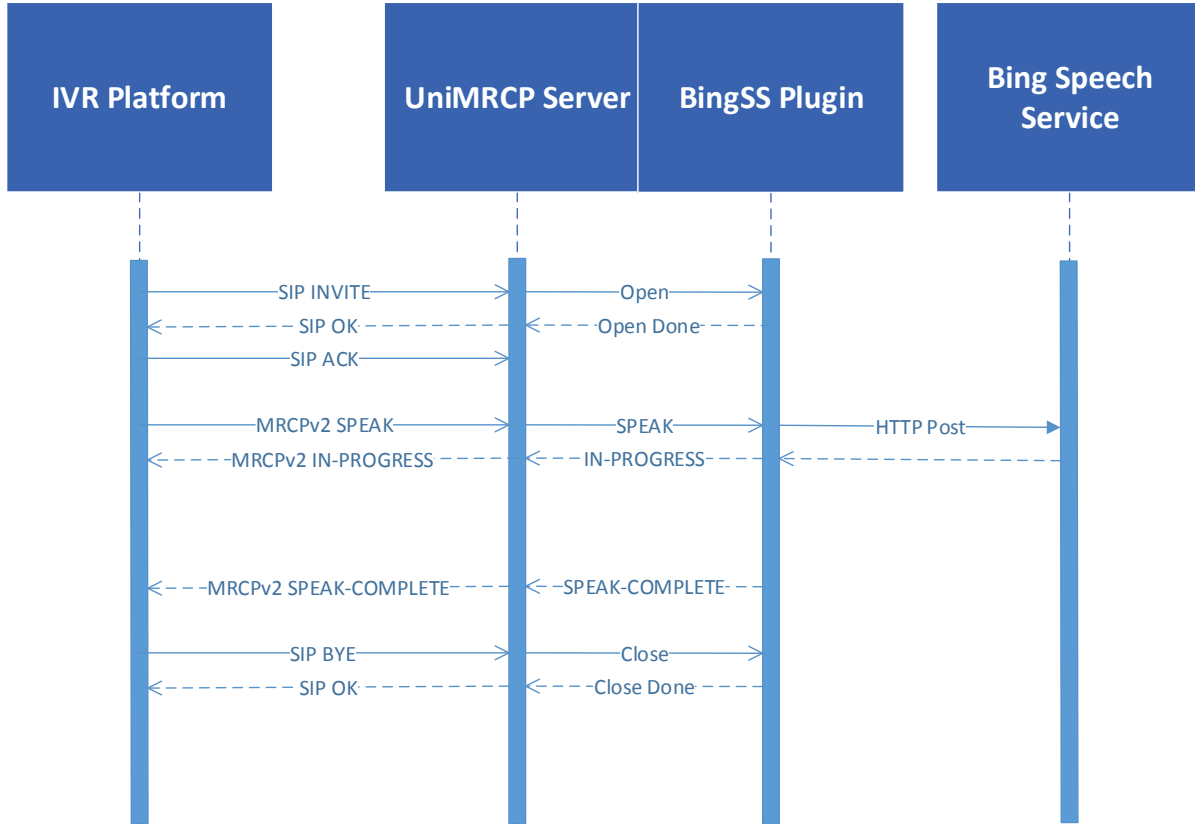 IVR Platform
UniMRCP Server
BingSS Plugin
Bing Speech
Service
SIP INVITE
Open
SIP OK
Open Done
SIP ACK
MRCPv2 SPEAK
SPEAK
HTTP Post
MRCPv2 IN-PROGRESS
IN-PROGRESS
MRCPv2 SPEAK-COMPLETE
SPEAK-COMPLETE
SIP BYE
Close
SIP OK
Close Done